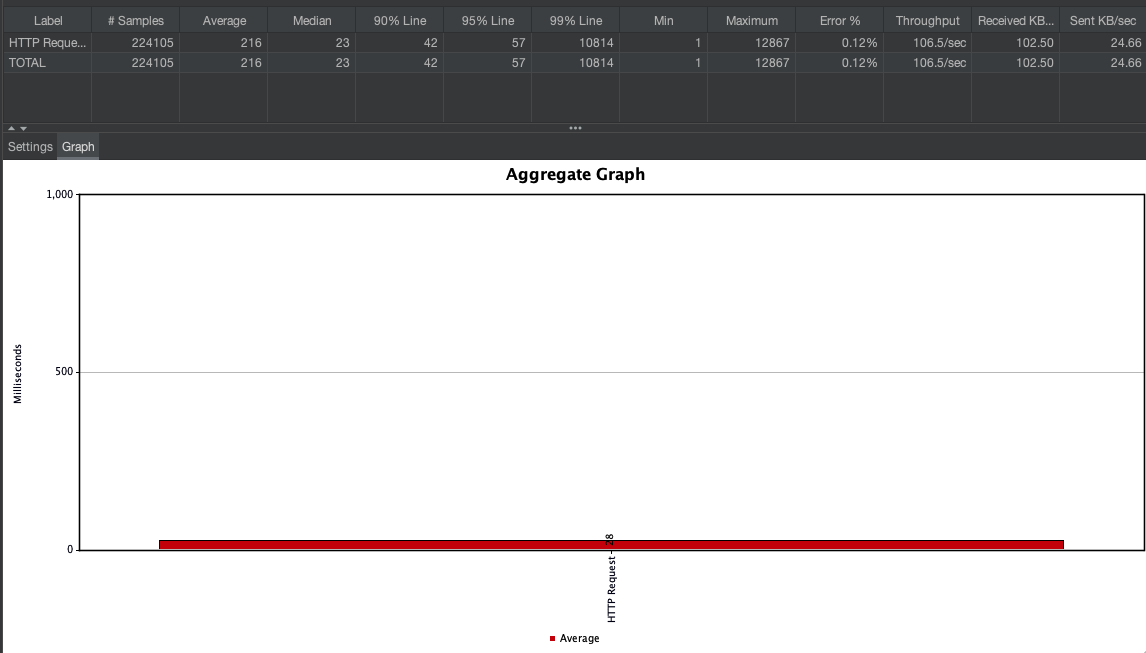 Label # Samples Average Median 90% Line 95% Line 99% Line Min Maximum Error % Throughput Received KB... Sent KB/sec
HTTP Reque... 224105 216 23 42 57 10814 1 12867 0.12% 106.5/sec 102.50 24.66
TOTAL 224105 216 23 42 57 10814 1 12867 0.12% 106.5/sec 102.50 24.66
Settings Graph
Aggregate Graph
1,000
500
0
Milliseconds
28
HTTP Request
Average